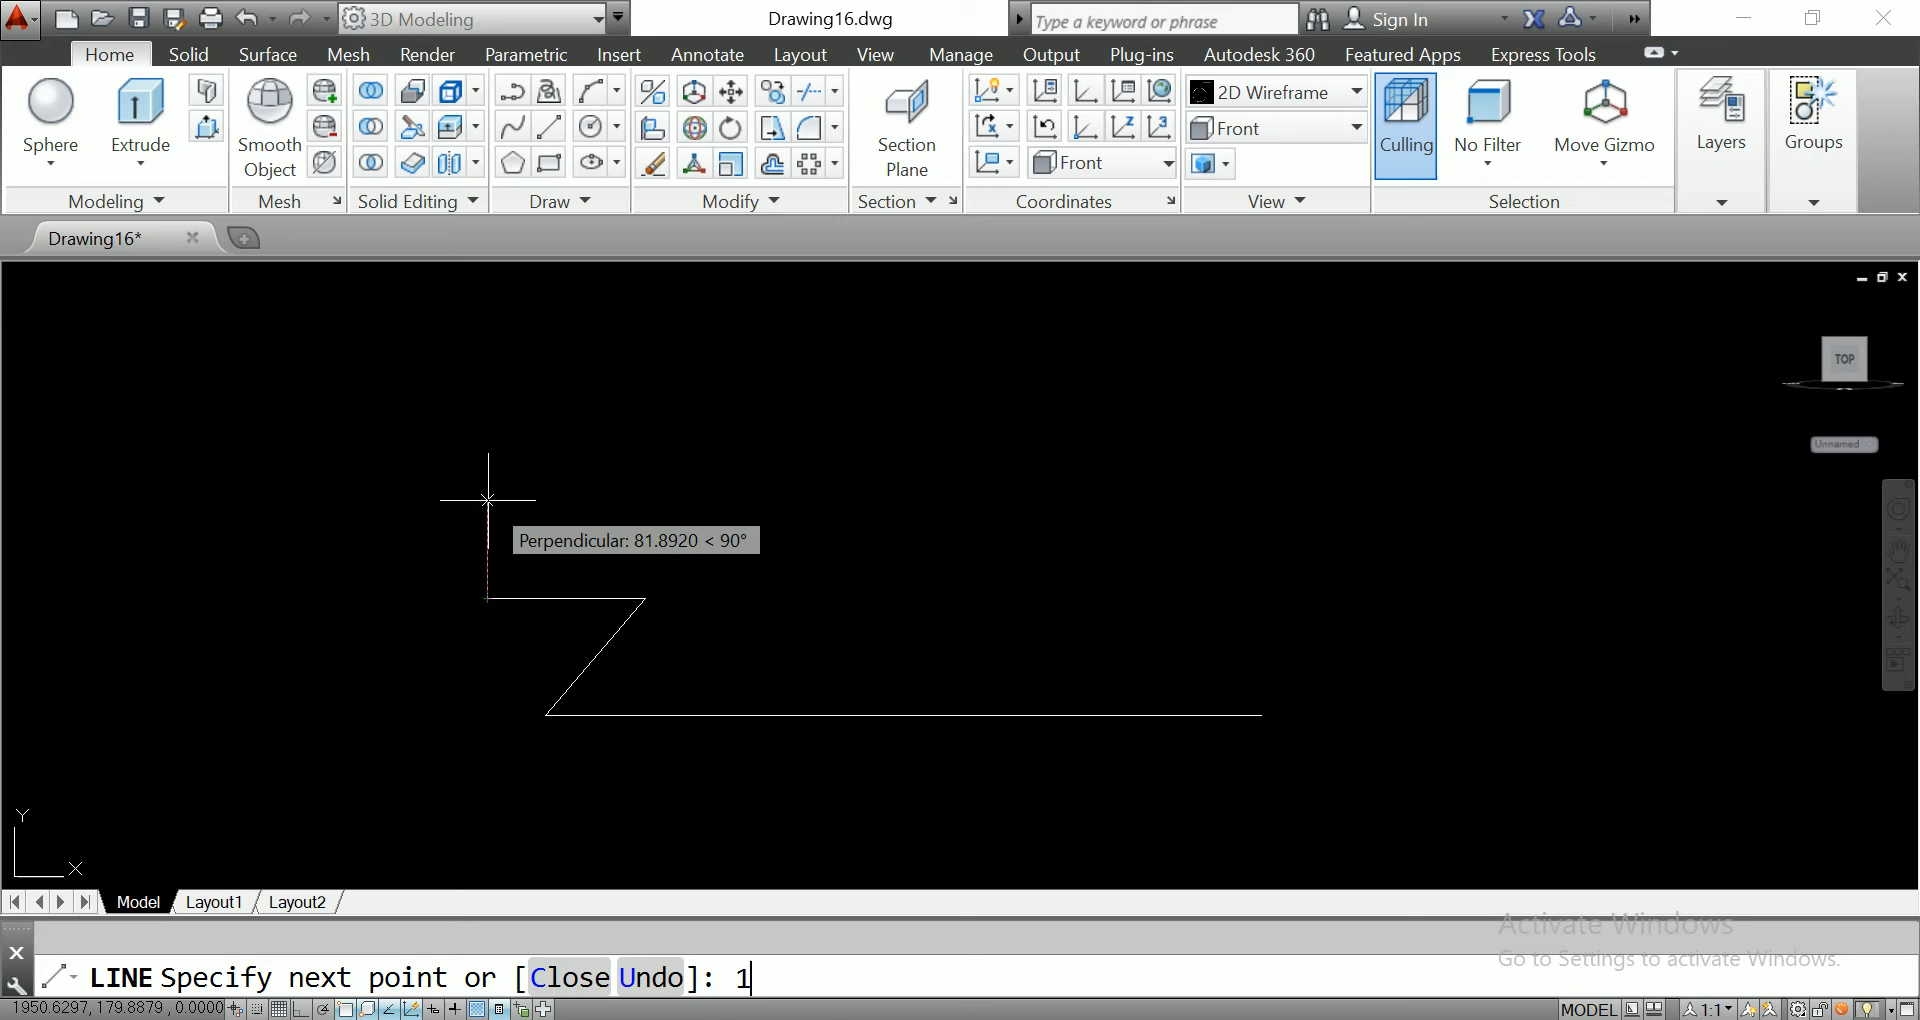 3D Modeling
Drawing16.dwg
Type a keyword or phrase
Sign In
Home Solid Surface Mesh Render Parametric Insert Annotate Layout View Manage Output Plug-ins Autodesk 360 Featured Apps Express Tools
Sphere
Extrude
Smooth
Object
Section
Plane
2D Wireframe
Front
Front
Culling
No Filter
Move Gizmo
Layers
Groups
Modeling
Mesh
Solid Editing
Draw
Modify
Section
Coordinates
View
Selection
Drawing16*
TOP
Unnamed
Perpendicular: 81.8920 < 90°
Y
X
Model Layout1 Layout2
Activate Windows
Go to Settings to activate Windows.
LINE Specify next point or [Close Undo]: 1
1950.6297, 179.8879 , 0.0000
MODEL
1:1